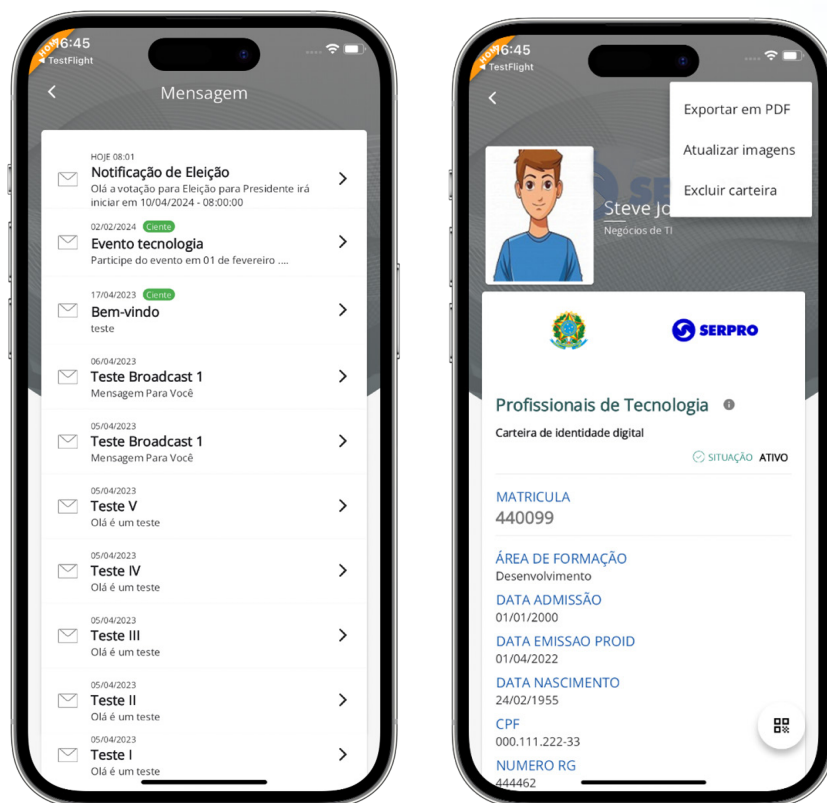 16:45
TestFlight
Mensagem
HOJE 08:01
Notificação de Eleição
Olá a votação para Eleição para Presidente irá
iniciar em 10/04/2024 - 08:00:00
02/02/2024 Ciente
Evento tecnologia
Participe do evento em 01 de fevereiro ....
17/04/2023 Ciente
Bem-vindo
teste
06/04/2023
Teste Broadcast 1
Mensagem Para Você
05/04/2023
Teste Broadcast 1
Mensagem Para Você
05/04/2023
Teste V
Olá é um teste
05/04/2023
Teste IV
Olá é um teste
05/04/2023
Teste III
Olá é um teste
05/04/2023
Teste II
Olá é um teste
05/04/2023
Teste I
Olá é um teste
16:45
TestFlight
Exportar em PDF
Atualizar imagens
Excluir carteira
Steve Jo
Negócios de TI
SERPRO
Profissionais de Tecnologia
Carteira de identidade digital
SITUAÇÃO ATIVO
MATRICULA
440099
ÁREA DE FORMAÇÃO
Desenvolvimento
DATA ADMISSÃO
01/01/2000
DATA EMISSAO PROID
01/04/2022
DATA NASCIMENTO
24/02/1955
CPF
000.111.222-33
NUMERO RG
444462